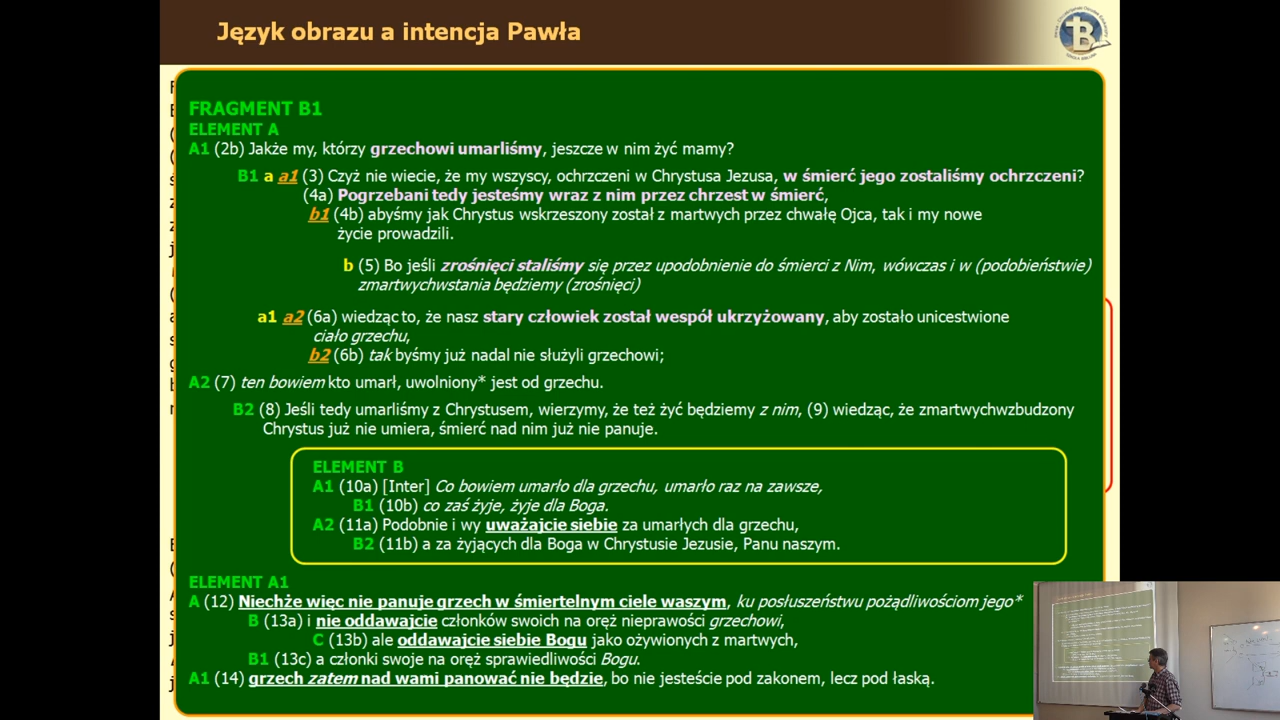 Język obrazu a intencja Pawła
FRAGMENT B1
ELEMENT A
A1 (2b) Jakże my, którzy grzechowi umarliśmy, jeszcze w nim żyć mamy?
B1 a a1 (3) Czyż nie wiecie, że my wszyscy, ochrzczeni w Chrystusa Jezusa, w śmierć jego zostaliśmy ochrzczeni?
(4a) Pogrzebani tedy jesteśmy wraz z nim przez chrzest w śmierć,
b1 (4b) abyśmy jak Chrystus wskrzeszony został z martwych przez chwałę Ojca, tak i my nowe
życie prowadzili.
b (5) Bo jeśli zrośnięci staliśmy się przez upodobnienie do śmierci z Nim, wówczas i w (podobieństwie)
zmartwychwstania będziemy (zrośnięci)
a1 a2 (6a) wiedząc to, że nasz stary człowiek został wespół ukrzyżowany, aby zostało unicestwione
ciało grzechu,
b2 (6b) tak byśmy już nadal nie służyli grzechowi;
A2 (7) ten bowiem kto umarł, uwolniony* jest od grzechu.
B2 (8) Jeśli tedy umarliśmy z Chrystusem, wierzymy, że też żyć będziemy z nim, (9) wiedząc, że zmartwychwzbudzony
Chrystus już nie umiera, śmierć nad nim już nie panuje.
ELEMENT B
A1 (10a) [Inter] Co bowiem umarło dla grzechu, umarło raz na zawsze,
B1 (10b) co zaś żyje, żyje dla Boga.
A2 (11a) Podobnie i wy uważajcie siebie za umarłych dla grzechu,
B2 (11b) a za żyjących dla Boga w Chrystusie Jezusie, Panu naszym.
ELEMENT A1
A (12) Niechże więc nie panuje grzech w śmiertelnym ciele waszym, ku posłuszeństwu pożądliwościom jego*
B (13a) i nie oddawajcie członków swoich na oręż nieprawości grzechowi,
C (13b) ale oddawajcie siebie Bogu jako ożywionych z martwych,
B1 (13c) a członki swoje na oręż sprawiedliwości Bogu.
A1 (14) grzech zatem nad wami panować nie będzie, bo nie jesteście pod zakonem, lecz pod łaską.